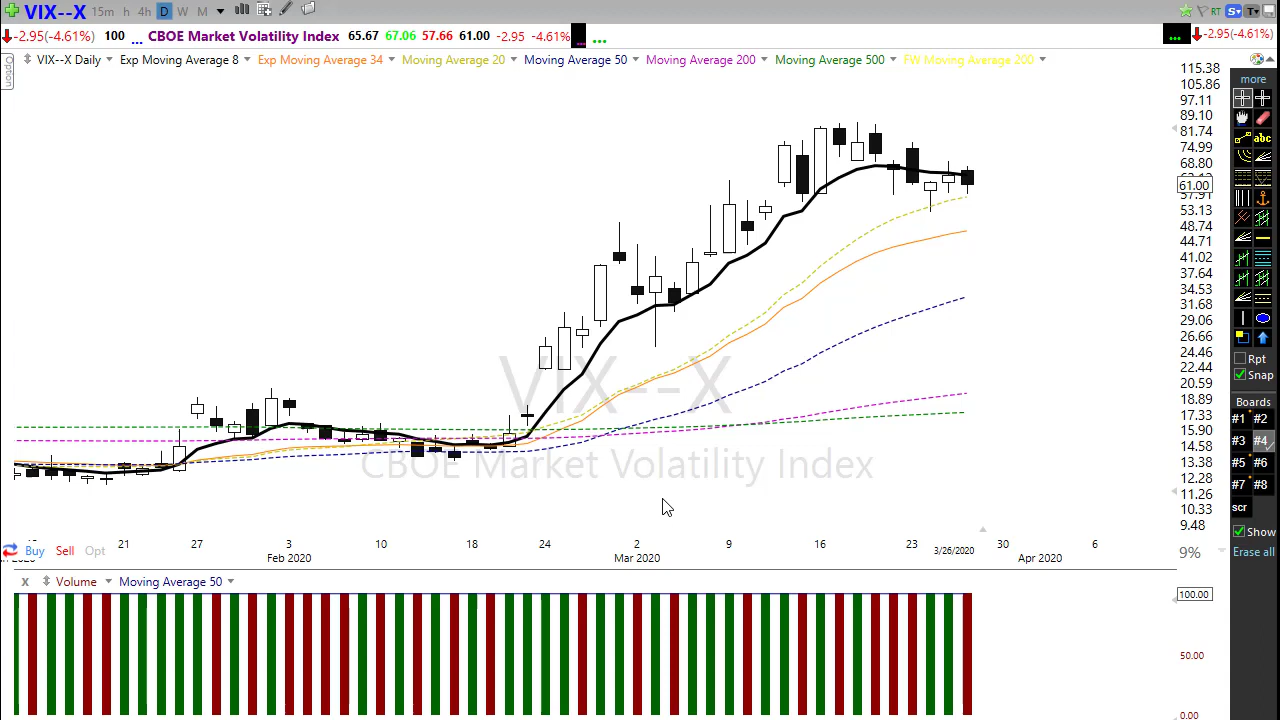 VIX--X 15m h 4h D W M RT S T
-2.95(-4.61%) 100 ... CBOE Market Volatility Index 65.67 67.06 57.66 61.00 -2.95 -4.61% ... ... -2.95(-4.61%)
Option VIX--X Daily Exp Moving Average 8 Exp Moving Average 34 Moving Average 20 Moving Average 50 Moving Average 200 Moving Average 500 FW Moving Average 200
115.38
105.86
97.11
89.10
81.74
74.99
68.80
61.00
57.91
53.13
48.74
44.71
41.02
37.64
34.53
31.68
29.06
26.66
24.46
22.44
20.59
18.89
17.33
15.90
14.58
13.38
12.28
11.26
10.33
9.48
VIX--X
CBOE Market Volatility Index
more
abc
Rpt
Snap
Boards
#1 #2
#3 #4
#5 #6
#7 #8
scr
Show
Erase all
21 27 3 10 18 24 2 9 16 23 30 6
Buy Sell Opt 9%
2020 Feb 2020 Mar 2020 3/26/2020 Apr 2020
X Volume Moving Average 50
100.00
50.00
0.00